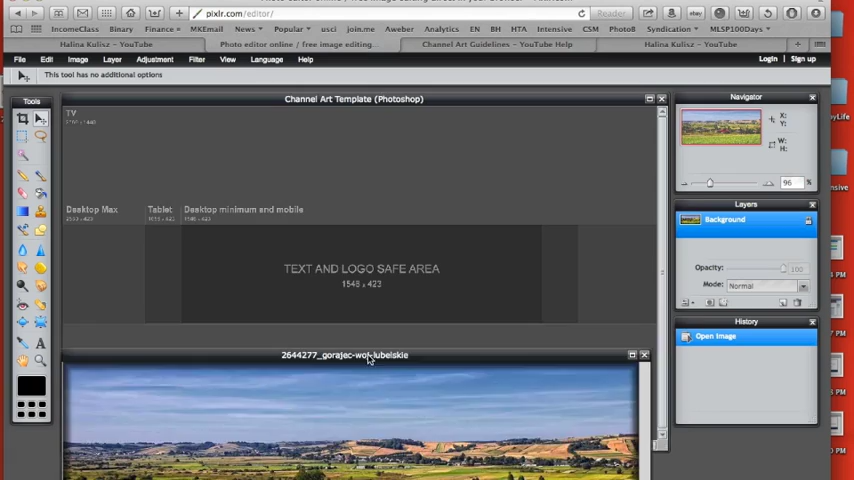 pixlr.com/editor/
Reader
IncomeClass Binary Finance MKEmail News Popular usci join.me Aweber Analytics EN BH HTA Intensive CSM PhotoB Syndication MLSP100Days
Halina Kulisz — YouTube
Photo editor online / free image editing...
Channel Art Guidelines – YouTube Help
Halina Kulisz — YouTube
File Edit Image Layer Adjustment Filter View Language Help
Login | Sign up
This tool has no additional options
Tools
Channel Art Template (Photoshop)
TV
Desktop Max
Tablet
Desktop minimum and mobile
TEXT AND LOGO SAFE AREA
1546 x 423
Navigator
X:
Y:
W:
H:
96 %
Layers
Background
Opacity: 100
Mode: Normal
History
Open image